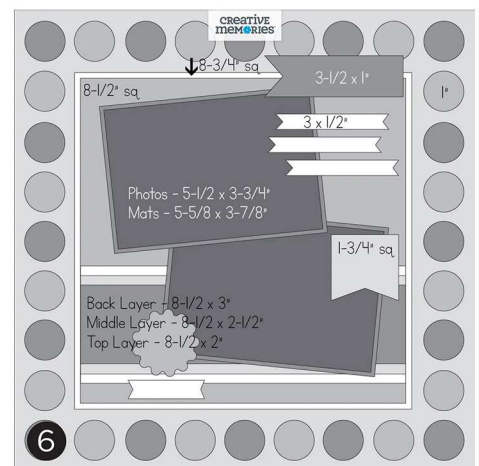 CREATIVE
MEMORIES
8-3/4" sq
3-1/2 x 1"
8-1/2" sq
1"
3 x 1/2"
Photos - 5-1/2 x 3-3/4"
Mats - 5-5/8 x 3-7/8"
1-3/4" sq
Back Layer - 8-1/2 x 3"
Middle Layer - 8-1/2 x 2-1/2"
Top Layer - 8-1/2 x 2"
6